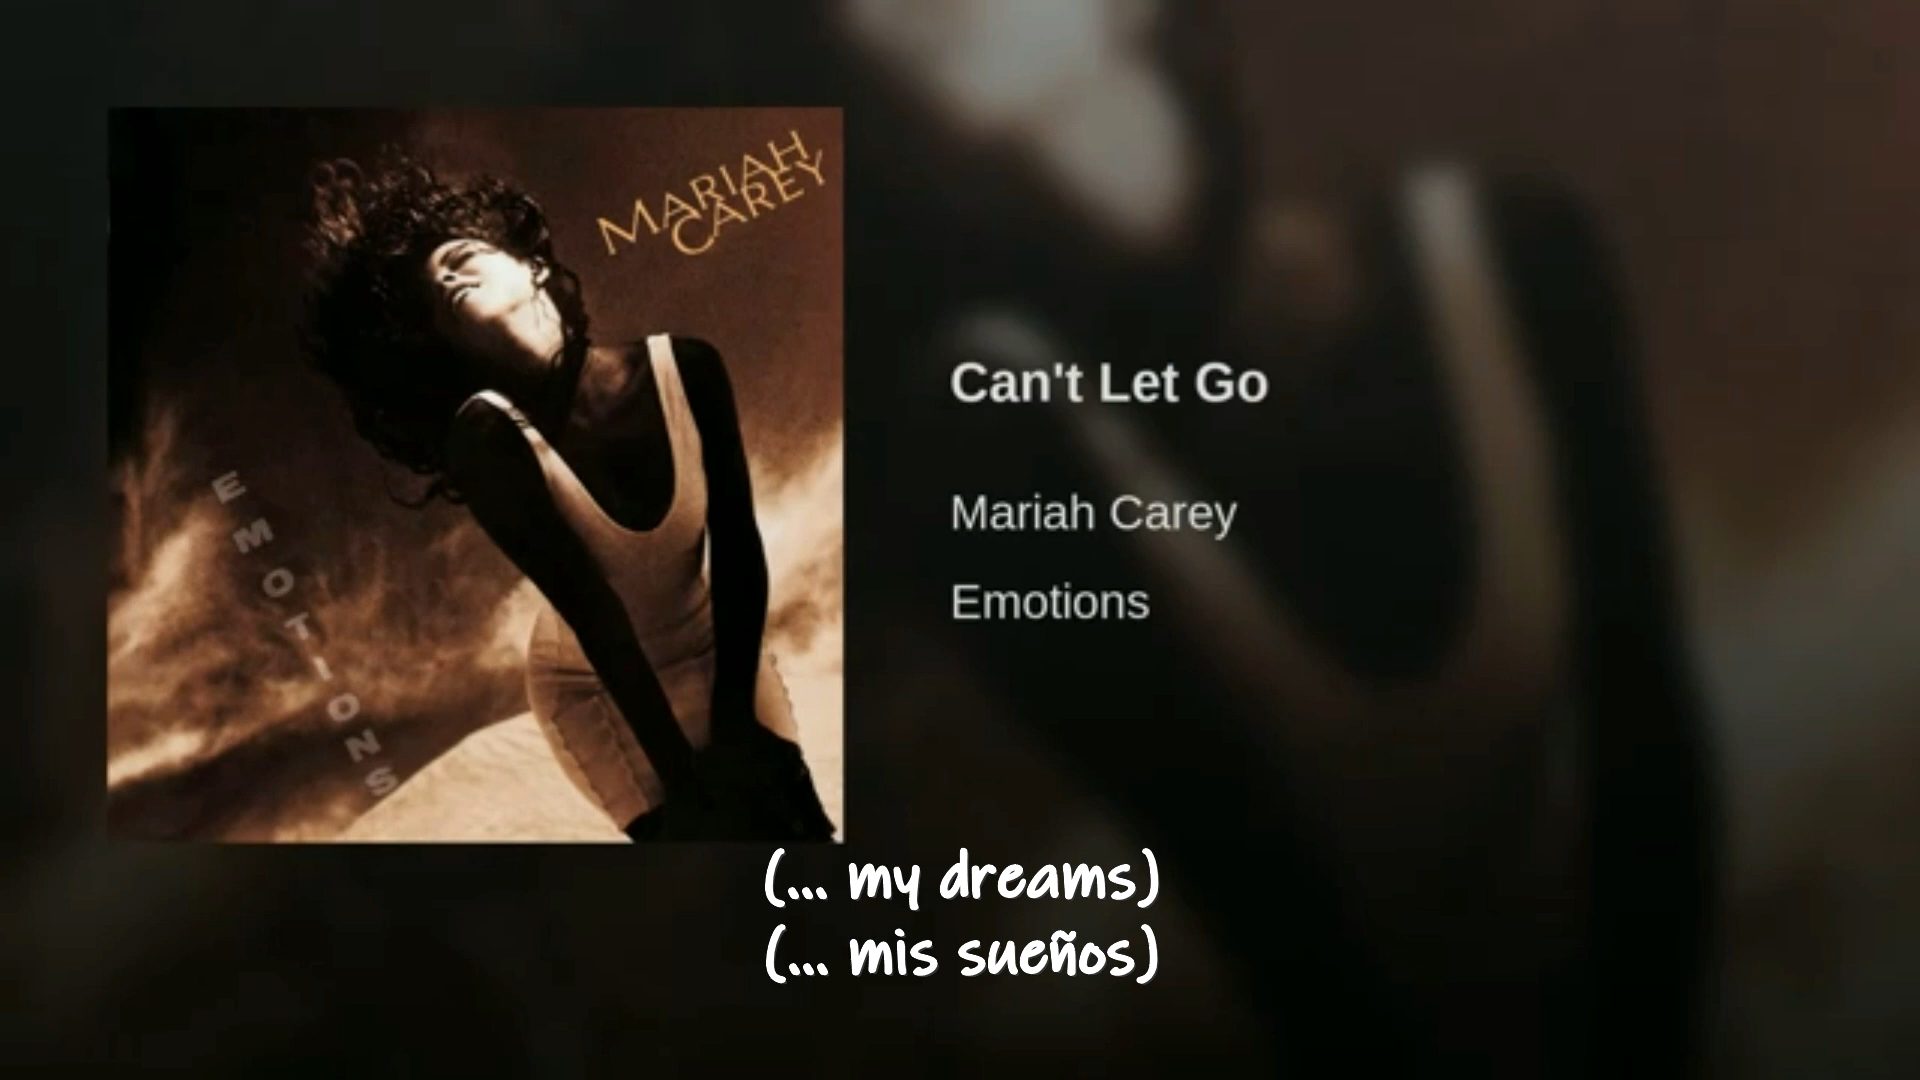 MARIAH
CAREY
EMOTIONS
Can't Let Go
Mariah Carey
Emotions
(... my dreams)
(... mis sueños)